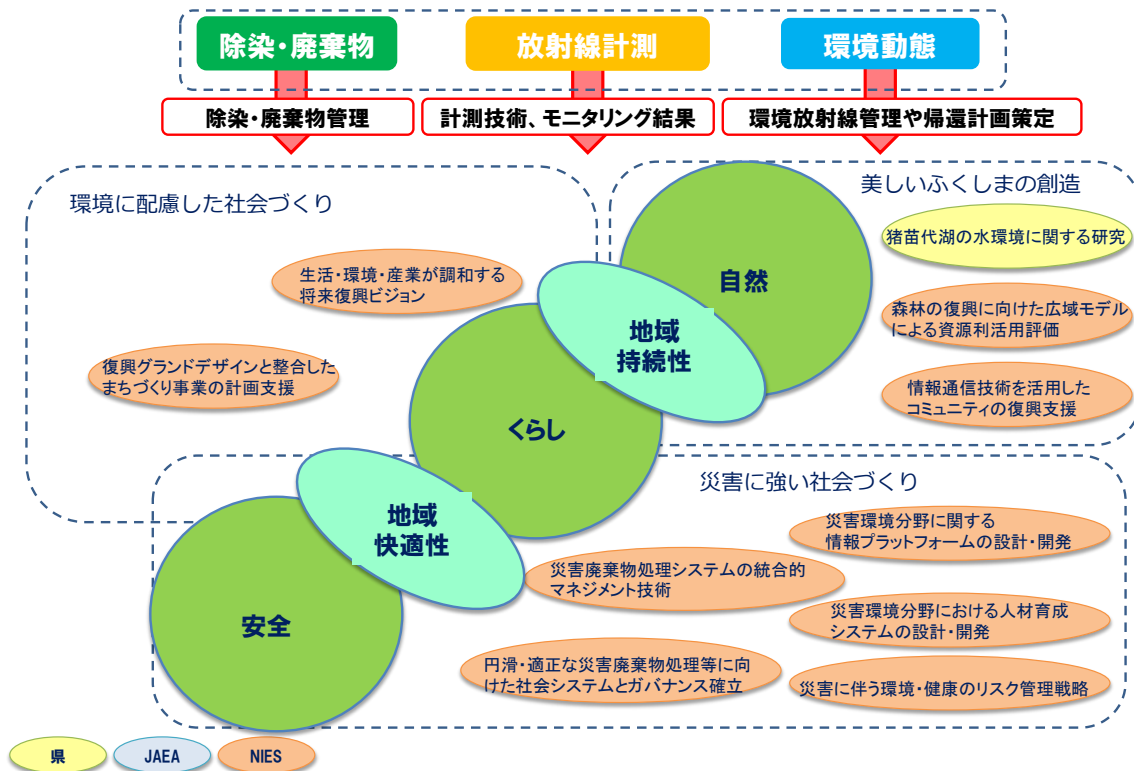 除染・廃棄物
放射線計測
環境動態
除染・廃棄物管理
計測技術、モニタリング結果
環境放射線管理や帰還計画策定
環境に配慮した社会づくり
生活・環境・産業が調和する
将来復興ビジョン
復興グランドデザインと整合した
まちづくり事業の計画支援
美しいふくしまの創造
猪苗代湖の水環境に関する研究
森林の復興に向けた広域モデル
による資源利活用評価
情報通信技術を活用した
コミュニティの復興支援
自然
地域
持続性
くらし
地域
快適性
安全
災害に強い社会づくり
災害環境分野に関する
情報プラットフォームの設計・開発
災害廃棄物処理システムの統合的
マネジメント技術
災害環境分野における人材育成
システムの設計・開発
円滑・適正な災害廃棄物処理等に向
けた社会システムとガバナンス確立
災害に伴う環境・健康のリスク管理戦略
県
JAEA
NIES